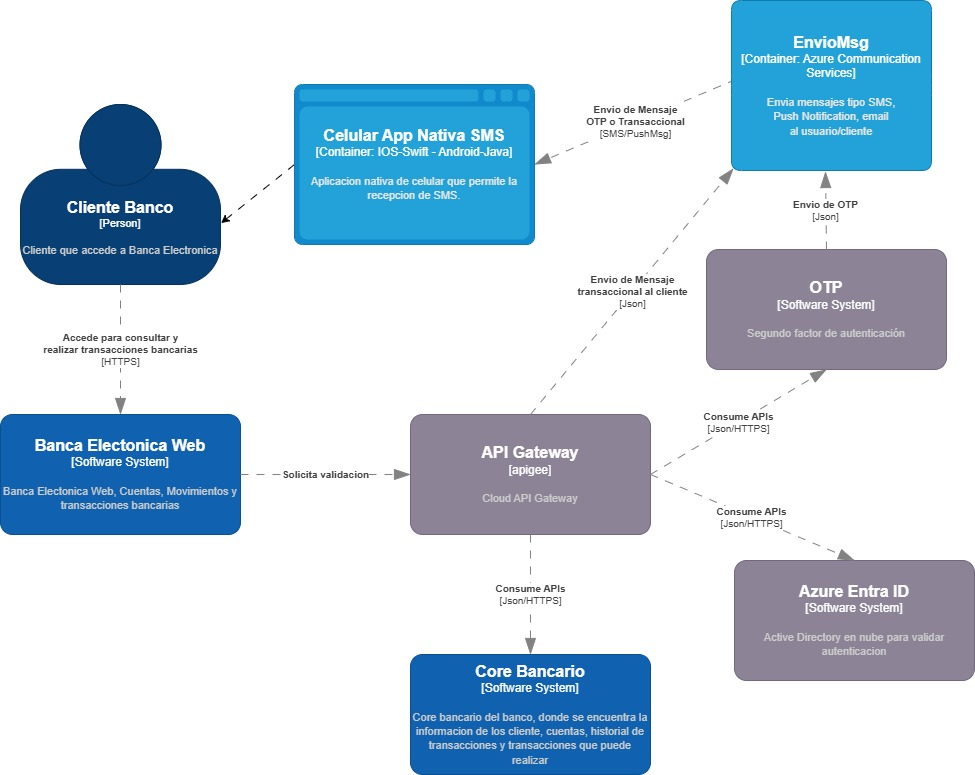 EnvioMsg
[Container: Azure Communication
Services]
Envia mensajes tipo SMS,
Push Notification, email
al usuario/cliente
Envio de Mensaje
OTP o Transaccional
[SMS/PushMsg]
Celular App Nativa SMS
[Container: IOS-Swift - Android-Java]
Aplicacion nativa de celular que permite la
recepcion de SMS.
Cliente Banco
[Person]
Cliente que accede a Banca Electronica
Envio de OTP
[Json]
Envio de Mensaje
transaccional al cliente
[Json]
OTP
[Software System]
Segundo factor de autenticación
Accede para consultar y
realizar transacciones bancarias
[HTTPS]
Consume APIs
[Json/HTTPS]
Banca Electonica Web
[Software System]
Banca Electonica Web, Cuentas, Movimientos y
transacciones bancarias
Solicita validacion
API Gateway
[apigee]
Cloud API Gateway
Consume APIs
[Json/HTTPS]
Azure Entra ID
[Software System]
Active Directory en nube para validar
autenticacion
Consume APIs
[Json/HTTPS]
Core Bancario
[Software System]
Core bancario del banco, donde se encuentra la
informacion de los cliente, cuentas, historial de
transacciones y transacciones que puede
realizar